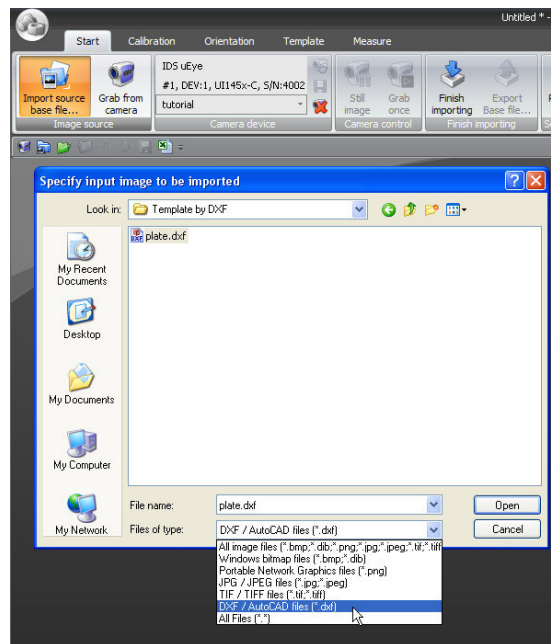 Untitled * -
Start Calibration Orientation Template Measure
IDS uEye
#1, DEV:1, UI145x-C, S/N:4002
tutorial
Import source
base file...
Grab from
camera
Still
image
Grab
once
Finish
importing
Export
Base file...
Image source Camera device Camera control Finish importing
Specify input image to be imported
Look in: Template by DXF
plate.dxf
My Recent
Documents
Desktop
My Documents
My Computer
My Network
File name: plate.dxf Open
Files of type: DXF / AutoCAD files (*.dxf) Cancel
All image files (*.bmp;*.dib;*.png;*.jpg;*.jpeg;*.tif;*.tiff
Windows bitmap files (*.bmp;*.dib)
Portable Network Graphics files (*.png)
JPG / JPEG files (*.jpg;*.jpeg)
TIF / TIFF files (*.tif;*.tiff)
DXF / AutoCAD files (*.dxf)
All Files (*.*)